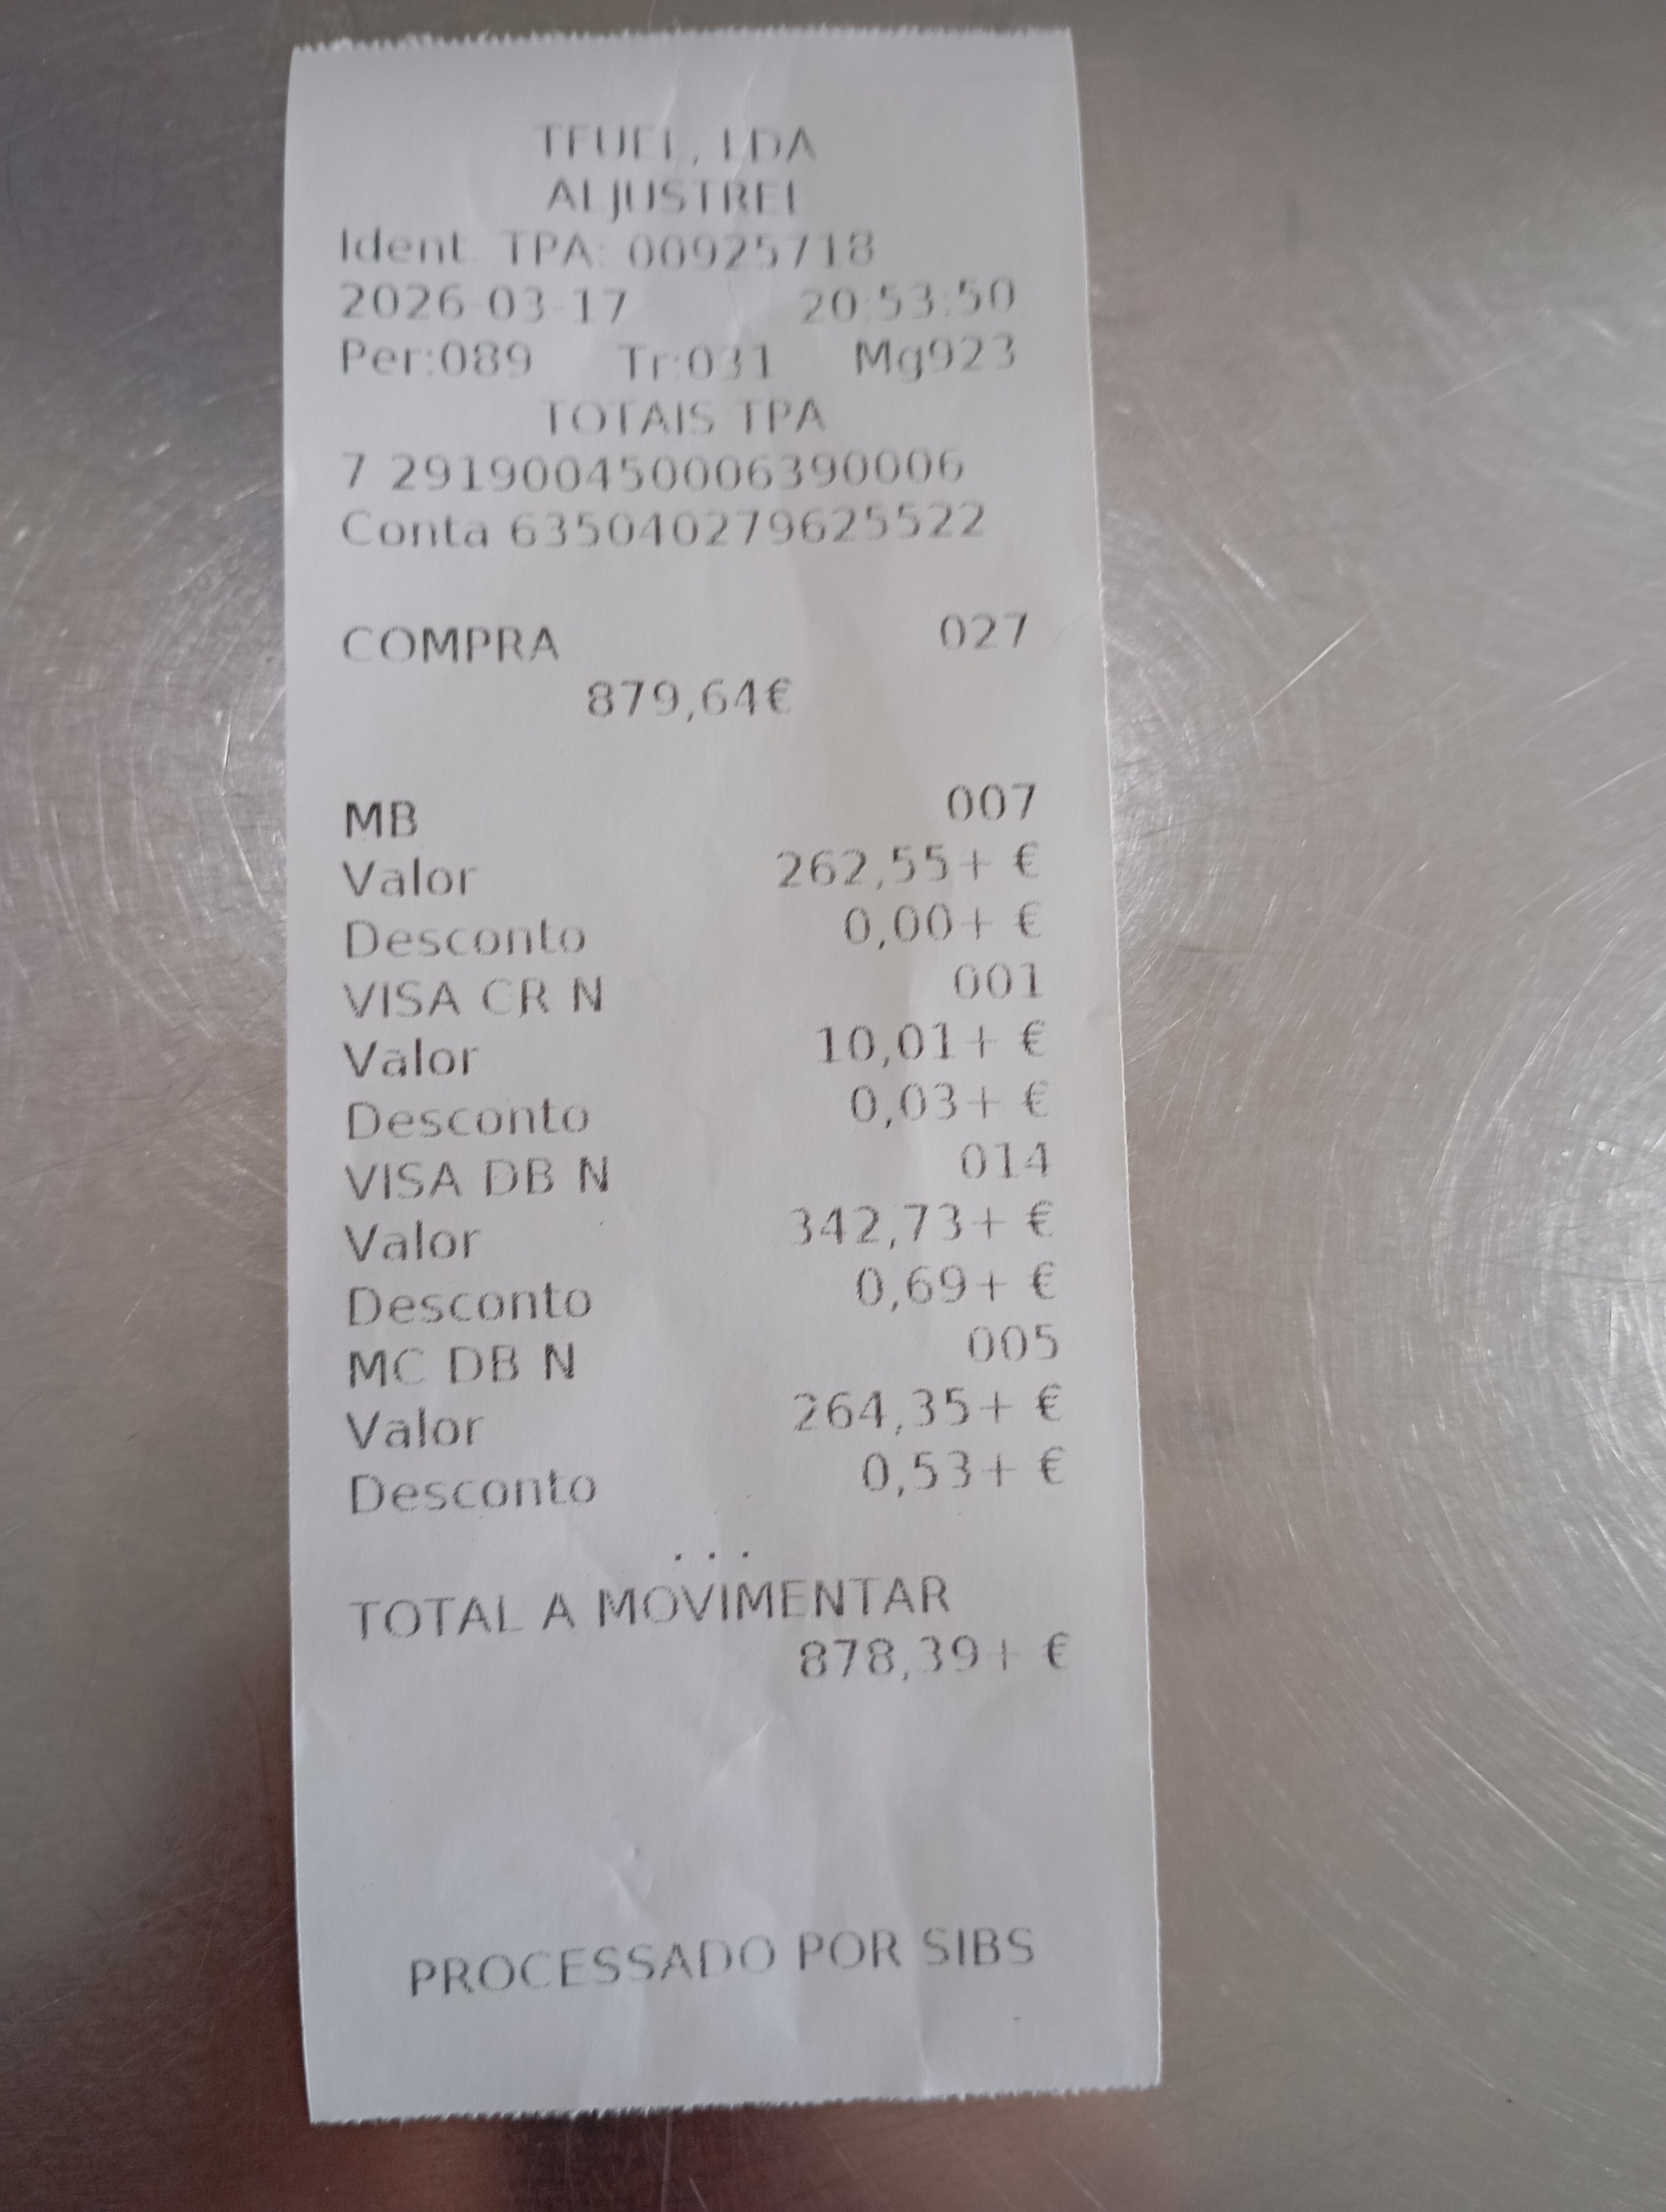 TFUEL, LDA
ALJUSTREL
Ident. TPA: 00925718
2026-03-17 20:53:50
Per:089 Tr:031 Mg923
TOTAIS TPA
7 291900450006390006
Conta 635040279625522
COMPRA 027
879,64€
MB 007
Valor 262,55+ €
Desconto 0,00+ €
VISA CR N 001
Valor 10,01+ €
Desconto 0,03+ €
VISA DB N 014
Valor 342,73+ €
Desconto 0,69+ €
MC DB N 005
Valor 264,35+ €
Desconto 0,53+ €
...
TOTAL A MOVIMENTAR
878,39+ €
PROCESSADO POR SIBS